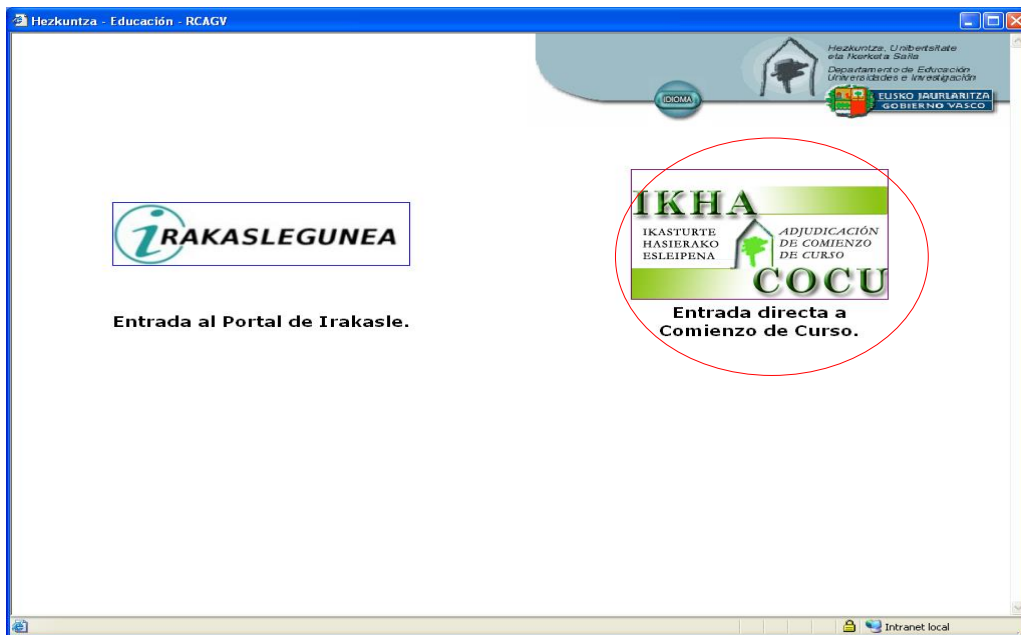 Hezkuntza - Educación - RCAGV
Hezkuntza, Unibertsitate
eta Ikerketa Saila
Departamento de Educación
Universidades e Investigación
IDIOMA
EUSKO JAURLARITZA
GOBIERNO VASCO
iRAKASLEGUNEA
Entrada al Portal de Irakasle.
IKHA
IKASTURTE
HASIERAKO
ESLEIPENA
ADJUDICACIÓN
DE COMIENZO
DE CURSO
COCU
Entrada directa a
Comienzo de Curso.
Intranet local